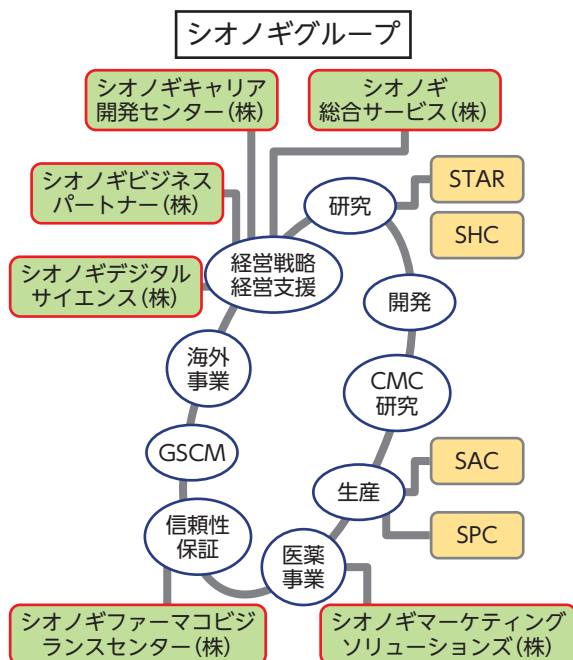 シオノギグループ
シオノギキャリア
開発センター(株)
シオノギ
総合サービス(株)
シオノギビジネス
パートナー(株)
研究
STAR
SHC
経営戦略
経営支援
シオノギデジタル
サイエンス(株)
開発
海外
事業
CMC
研究
GSCM
生産
SAC
信頼性
保証
SPC
医薬
事業
シオノギファーマコビジ
ランスセンター(株)
シオノギマーケティング
ソリューションズ(株)